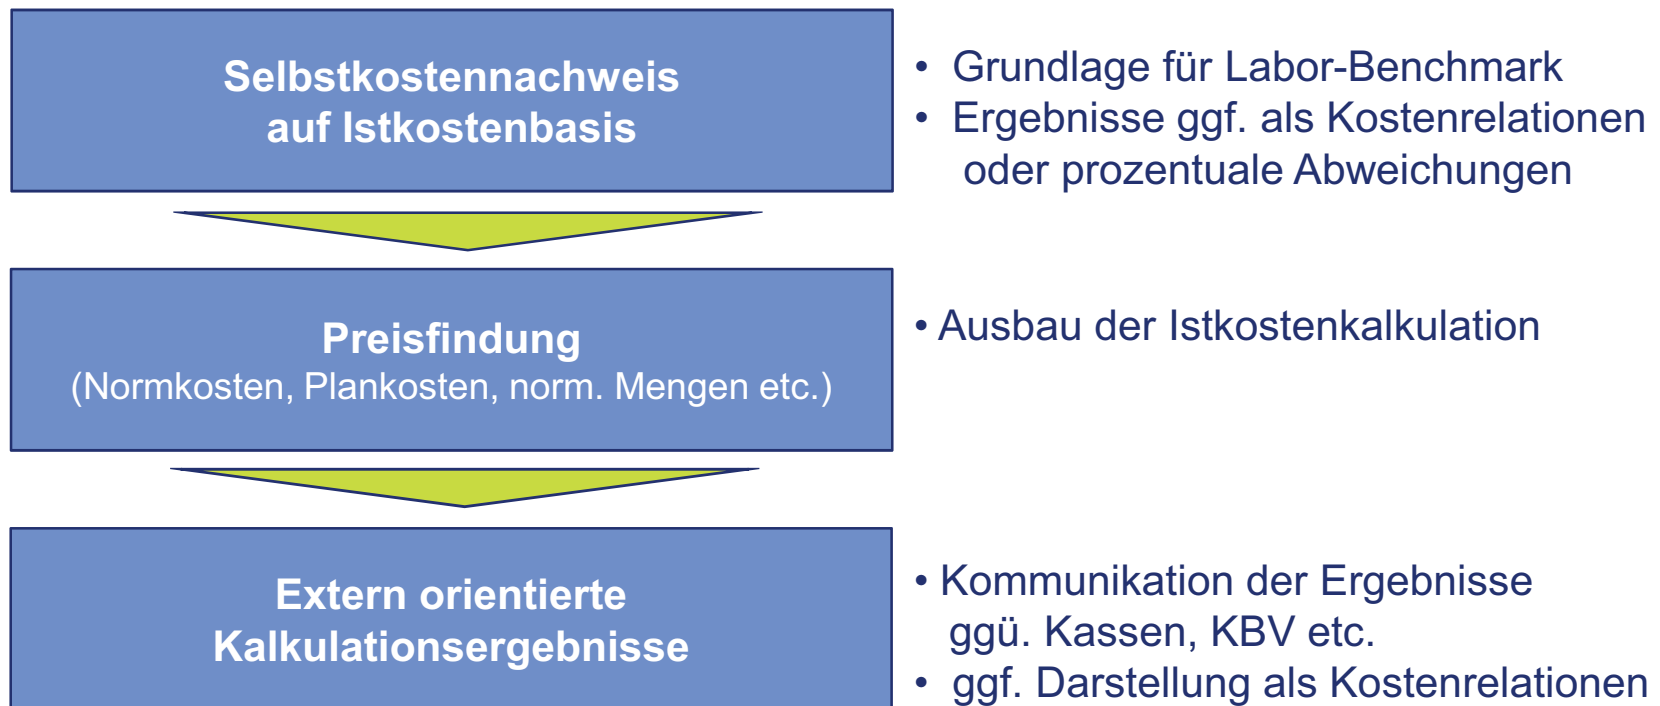 Selbstkostennachweis
auf Istkostenbasis
• Grundlage für Labor-Benchmark
• Ergebnisse ggf. als Kostenrelationen
oder prozentuale Abweichungen
Preisfindung
(Normkosten, Plankosten, norm. Mengen etc.)
• Ausbau der Istkostenkalkulation
Extern orientierte
Kalkulationsergebnisse
• Kommunikation der Ergebnisse
ggü. Kassen, KBV etc.
• ggf. Darstellung als Kostenrelationen